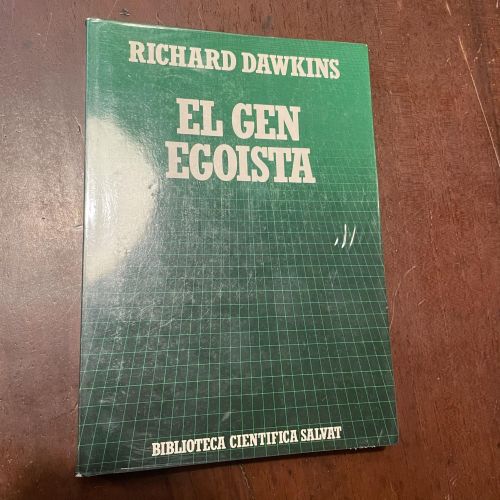 RICHARD DAWKINS
EL GEN
EGOISTA
BIBLIOTECA CIENTIFICA SALVAT